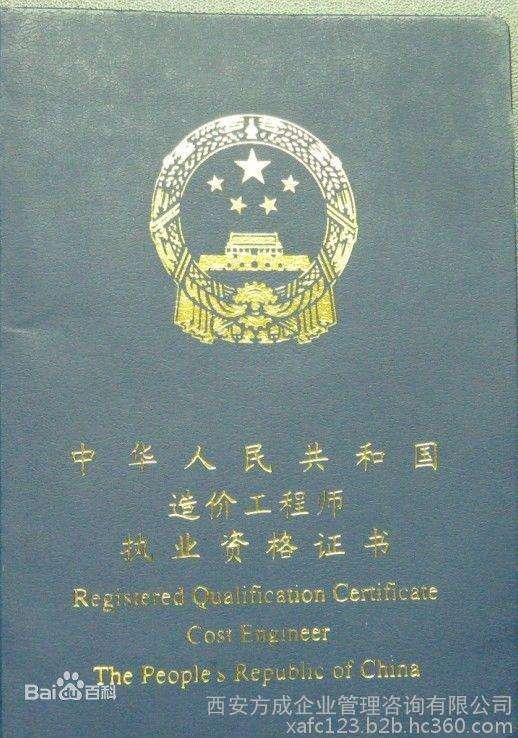 中华人民共和国
造价工程师
执业资格证书
Registered Qualification Certificate
Cost Engineer
The People's Republic of China
Bai百科
西安方成企业管理咨询有限公司
xafc123.b2b.hc360.com